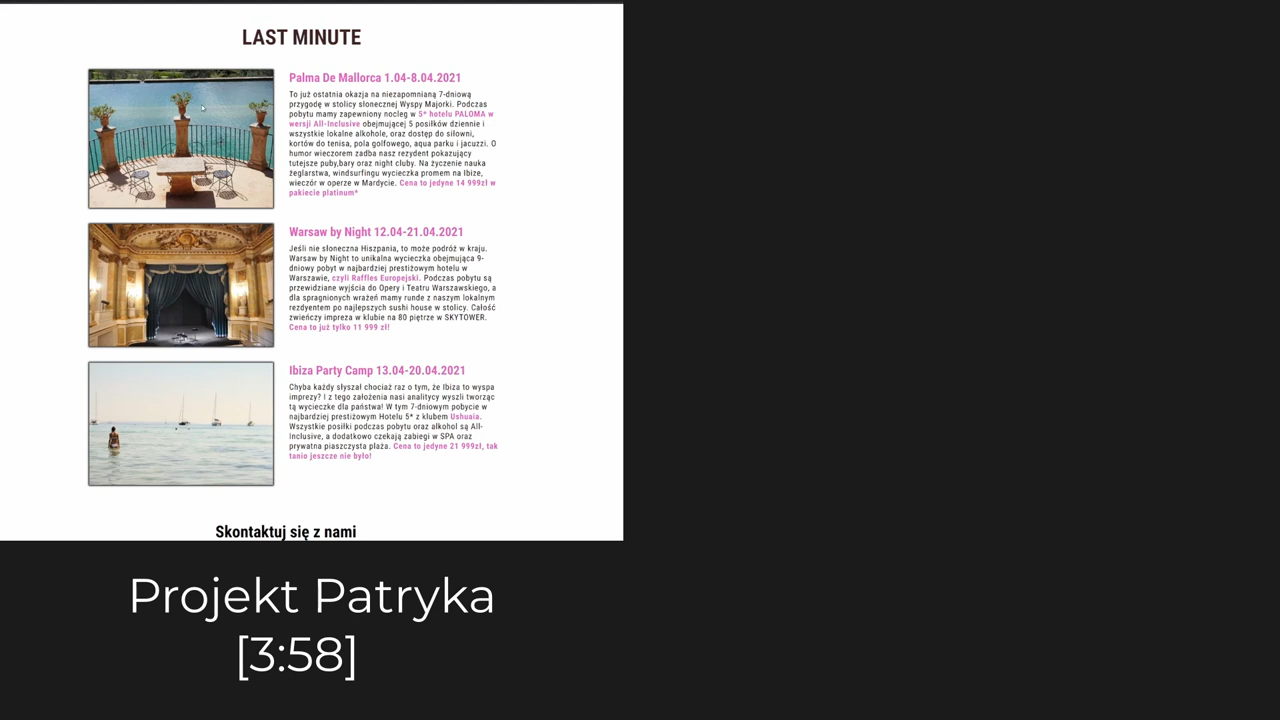 LAST MINUTE
Palma De Mallorca 1.04-8.04.2021
To już ostatnia okazja na niezapomnianą 7-dniową
przygodę w stolicy słonecznej Wyspy Majorki. Podczas
pobytu mamy zapewniony nocleg w 5* hotelu PALOMA w
wersji All-Inclusive obejmującej 5 posiłków dziennie i
wszystkie lokalne alkohole, oraz dostęp do siłowni,
kortów do tenisa, pola golfowego, aqua parku i jacuzzi. O
humor wieczorem zadba nasz rezydent pokazujący
tutejsze puby,bary oraz night cluby. Na życzenie nauka
żeglarstwa, windsurfingu wycieczka promem na Ibize,
wieczór w operze w Mardycie. Cena to jedyne 14 999zł w
pakiecie platinum*
Warsaw by Night 12.04-21.04.2021
Jeśli nie słoneczna Hiszpania, to może podróż w kraju.
Warsaw by Night to unikalna wycieczka obejmująca 9-
dniowy pobyt w najbardziej prestiżowym hotelu w
Warszawie, czyli Raffles Europejski. Podczas pobytu są
przewidziane wyjścia do Opery i Teatru Warszawskiego, a
dla spragnionych wrażeń mamy runde z naszym lokalnym
rezdyentem po najlepszych sushi house w stolicy. Całość
zwieńczy impreza w klubie na 80 piętrze w SKYTOWER.
Cena to już tylko 11 999 zł!
Ibiza Party Camp 13.04-20.04.2021
Chyba każdy słyszał chociaż raz o tym, że Ibiza to wyspa
imprezy? I z tego założenia nasi analitycy wyszli tworząc
tą wycieczke dla państwa! W tym 7-dniowym pobycie w
najbardziej prestiżowym Hotelu 5* z klubem Ushuaia.
Wszystkie posiłki podczas pobytu oraz alkohol są All-
Inclusive, a dodatkowo czekają zabiegi w SPA oraz
prywatna piaszczysta plaża. Cena to jedyne 21 999zł, tak
tanio jeszcze nie było!
Skontaktuj się z nami
Projekt Patryka
[3:58]